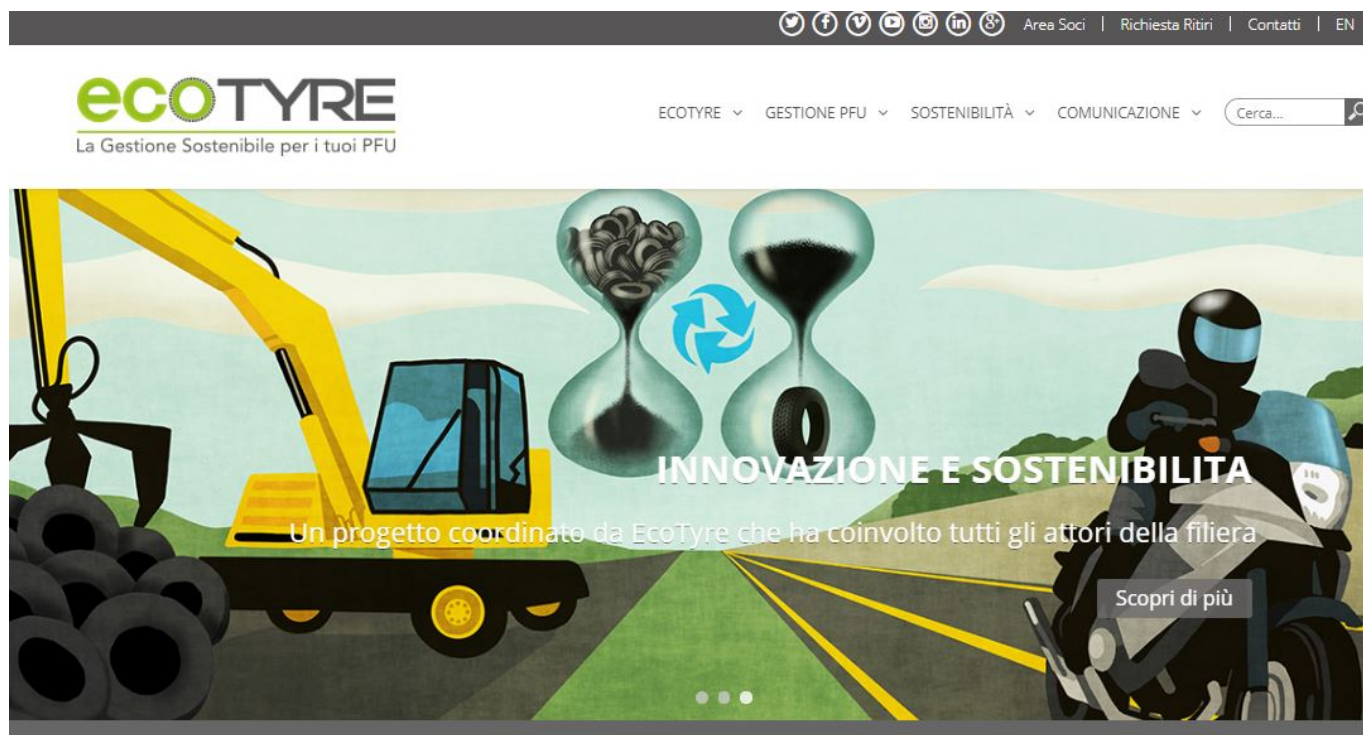 Area Soci | Richiesta Ritiri | Contatti | EN
ecoTYRE
La Gestione Sostenibile per i tuoi PFU
ECOTYRE GESTIONE PFU SOSTENIBILITÀ COMUNICAZIONE Cerca...
INNOVAZIONE E SOSTENIBILITA
Un progetto coordinato da EcoTyre che ha coinvolto tutti gli attori della filiera
Scopri di più